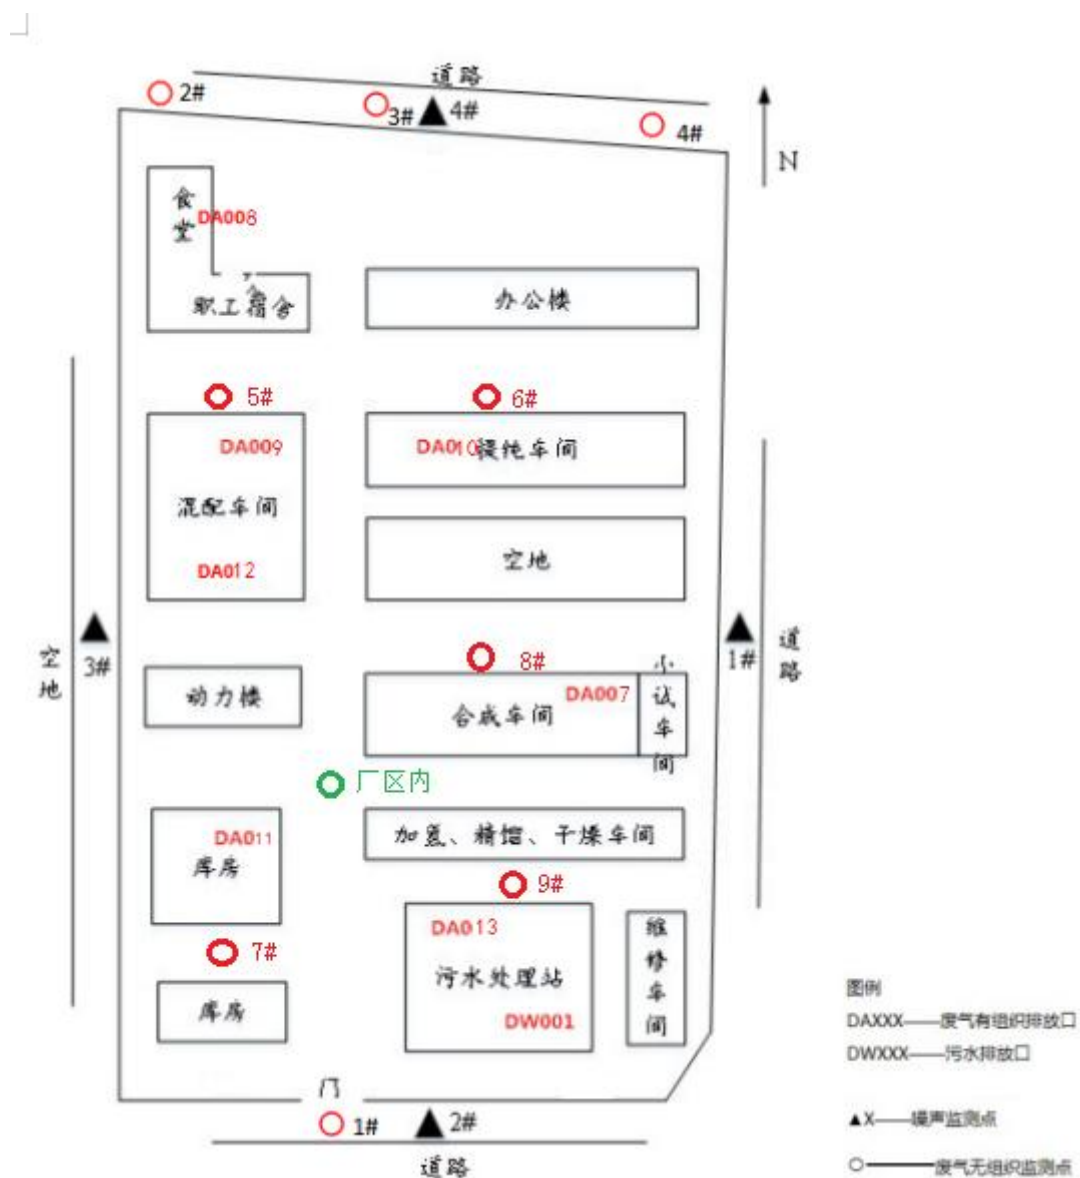 道路
2#
3#
4#
4#
N
食堂
DA008
职工宿舍
办公楼
5#
6#
DA009
DA010
提纯车间
混配车间
DA012
空地
空地
3#
8#
1#
道路
动力楼
DA007
合成车间
小试车间
厂区内
DA011
库房
加氢、精馏、干燥车间
9#
7#
DA013
污水处理站
DW001
维修车间
库房
图例
DAXXX——废气有组织排放口
DWXXX——污水排放口
▲X——噪声监测点
○———废气无组织监测点
门
1#
2#
道路